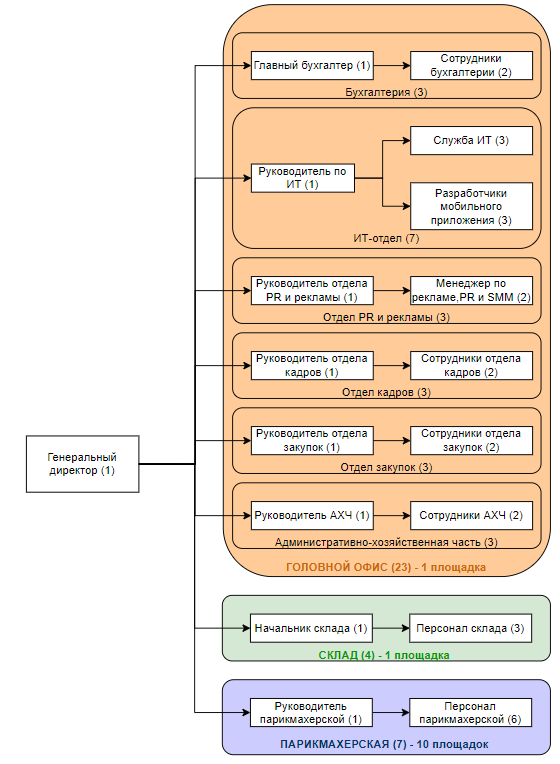 Главный бухгалтер (1)
Сотрудники
бухгалтерии (2)
Бухгалтерия (3)
Руководитель по
ИТ (1)
Служба ИТ (3)
Разработчики
мобильного
приложения (3)
ИТ-отдел (7)
Руководитель отдела
PR и рекламы (1)
Менеджер по
рекламе,PR и SMM (2)
Отдел PR и рекламы (3)
Руководитель отдела
кадров (1)
Сотрудники отдела
кадров (2)
Отдел кадров (3)
Генеральный
директор (1)
Руководитель отдела
закупок (1)
Сотрудники отдела
закупок (2)
Отдел закупок (3)
Руководитель АХЧ (1)
Сотрудники АХЧ (2)
Административно-хозяйственная часть (3)
ГОЛОВНОЙ ОФИС (23) - 1 площадка
Начальник склада (1)
Персонал склада (3)
СКЛАД (4) - 1 площадка
Руководитель
парикмахерской (1)
Персонал
парикмахерской (6)
ПАРИКМАХЕРСКАЯ (7) - 10 площадок